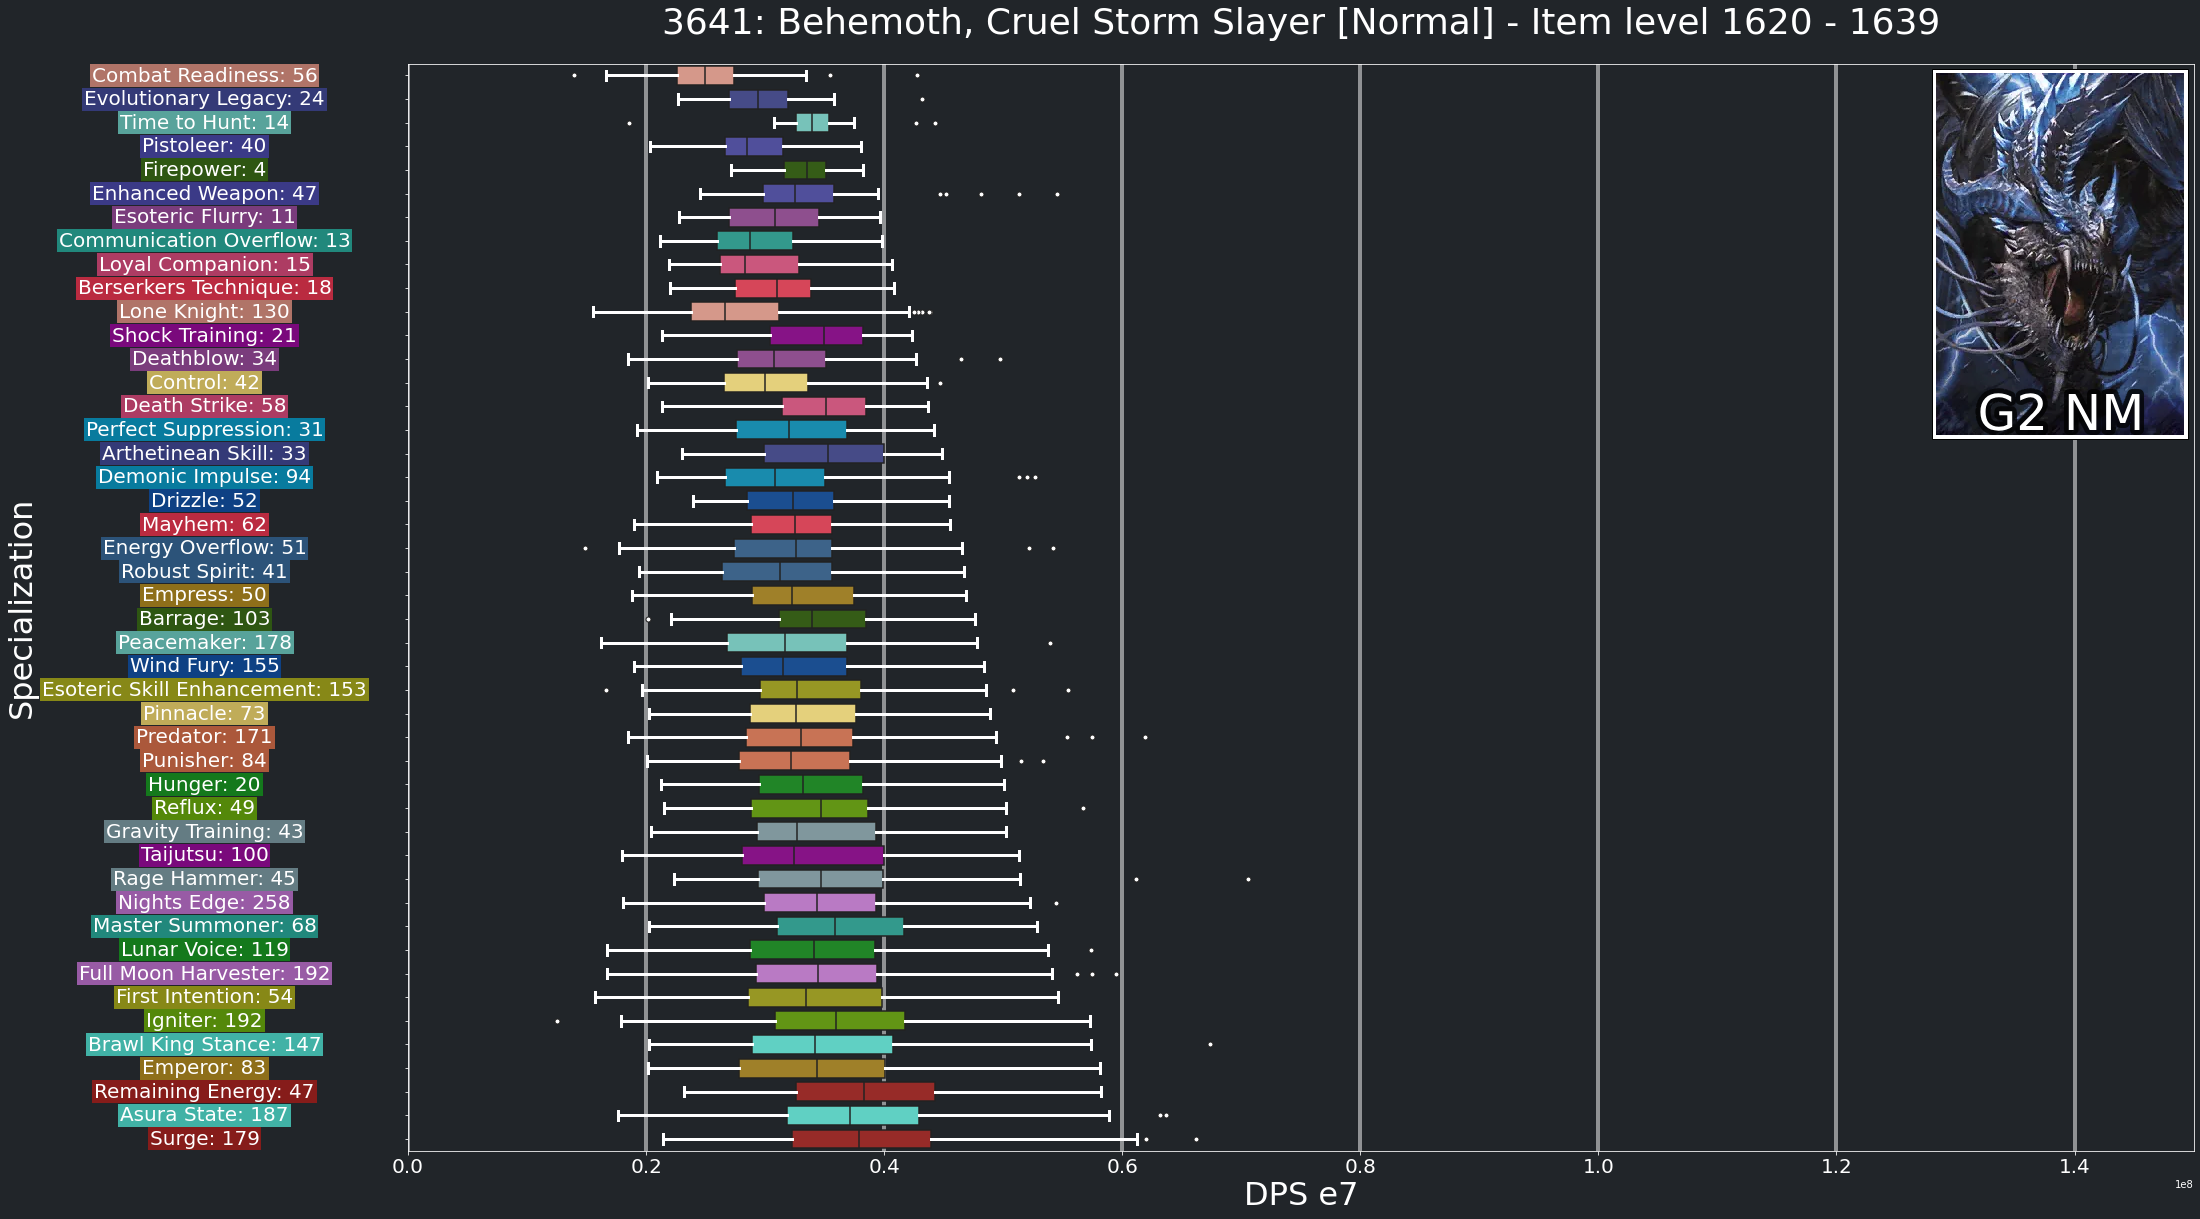 3641: Behemoth, Cruel Storm Slayer [Normal] - Item level 1620 - 1639
Combat Readiness: 56
Evolutionary Legacy: 24
Time to Hunt: 14
Pistoleer: 40
Firepower: 4
Enhanced Weapon: 47
Esoteric Flurry: 11
Communication Overflow: 13
Loyal Companion: 15
Berserkers Technique: 18
Lone Knight: 130
Shock Training: 21
Deathblow: 34
Control: 42
Death Strike: 58
Perfect Suppression: 31
Arthetinean Skill: 33
Demonic Impulse: 94
Drizzle: 52
Mayhem: 62
Energy Overflow: 51
Robust Spirit: 41
Empress: 50
Barrage: 103
Peacemaker: 178
Wind Fury: 155
Esoteric Skill Enhancement: 153
Pinnacle: 73
Predator: 171
Punisher: 84
Hunger: 20
Reflux: 49
Gravity Training: 43
Taijutsu: 100
Rage Hammer: 45
Nights Edge: 258
Master Summoner: 68
Lunar Voice: 119
Full Moon Harvester: 192
First Intention: 54
Igniter: 192
Brawl King Stance: 147
Emperor: 83
Remaining Energy: 47
Asura State: 187
Surge: 179
Specialization
G2 NM
0.0 0.2 0.4 0.6 0.8 1.0 1.2 1.4
1e8
DPS e7